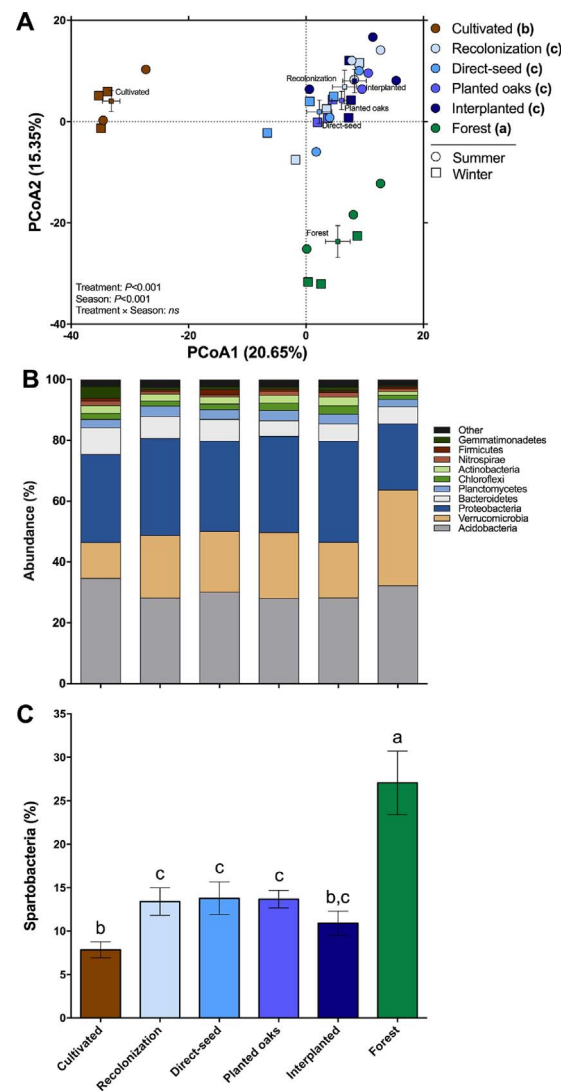 A
PCoA2 (15.35%)
20
0
-20
-40
-40
-20
0
20
PCoA1 (20.65%)
Cultivated
Recolonization
Interplanted
Planted oaks
Direct-seed
Forest
Treatment: P<0.001
Season: P<0.001
Treatment × Season: ns
Cultivated (b)
Recolonization (c)
Direct-seed (c)
Planted oaks (c)
Interplanted (c)
Forest (a)
Summer
Winter
B
Abundance (%)
100
80
60
40
20
0
Other
Gemmatimonadetes
Firmicutes
Nitrospirae
Actinobacteria
Chloroflexi
Planctomycetes
Bacteroidetes
Proteobacteria
Verrucomicrobia
Acidobacteria
C
Spartobacteria (%)
35
30
25
20
15
10
5
0
b
c
c
c
b,c
a
Cultivated
Recolonization
Direct-seed
Planted oaks
Interplanted
Forest